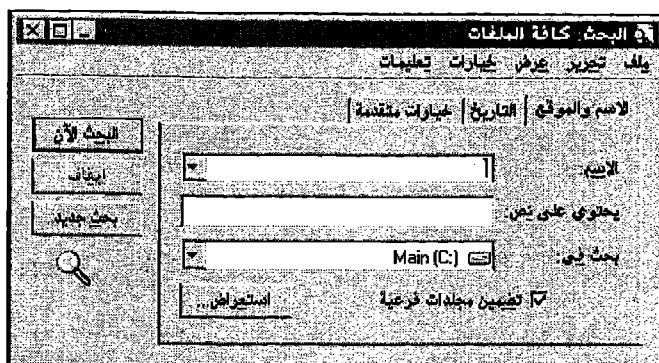 البحث: كافة الملفات
ملف تحرير عرض خيارات تعليمات
الاسم والموقع التاريخ خيارات متقدمة
الاسم:
يحتوي على نص:
بحث في: Main (C:)
تضمين مجلدات فرعية
استعراض...
البحث الآن
إيقاف
بحث جديد